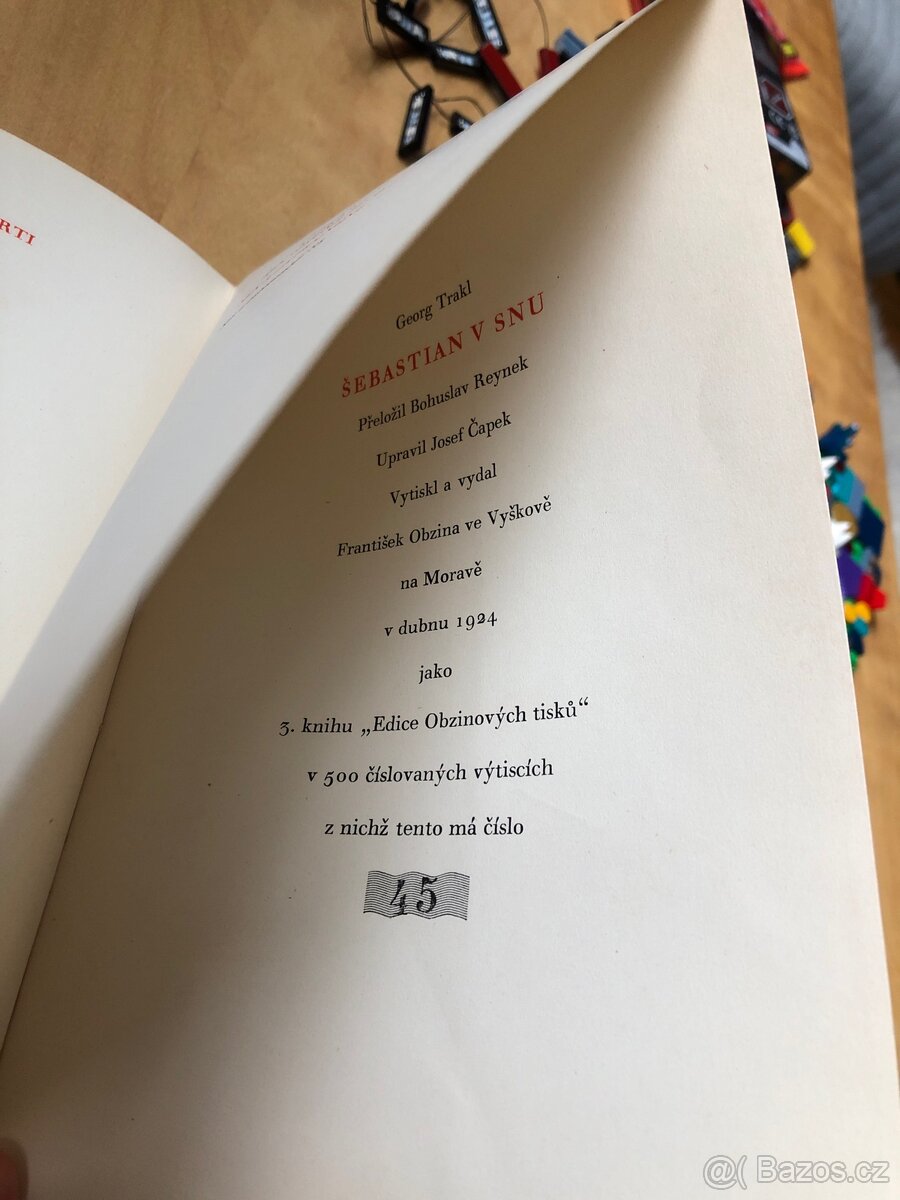 RTI
Georg Trakl
ŠEBASTIAN V SNU
Přeložil Bohuslav Reynek
Upravil Josef Čapek
Vytiskl a vydal
František Obzina ve Vyškově
na Moravě
v dubnu 1924
jako
3. knihu „Edice Obzinových tisků“
v 500 číslovaných výtiscích
z nichž tento má číslo
45
@( Bazos.cz